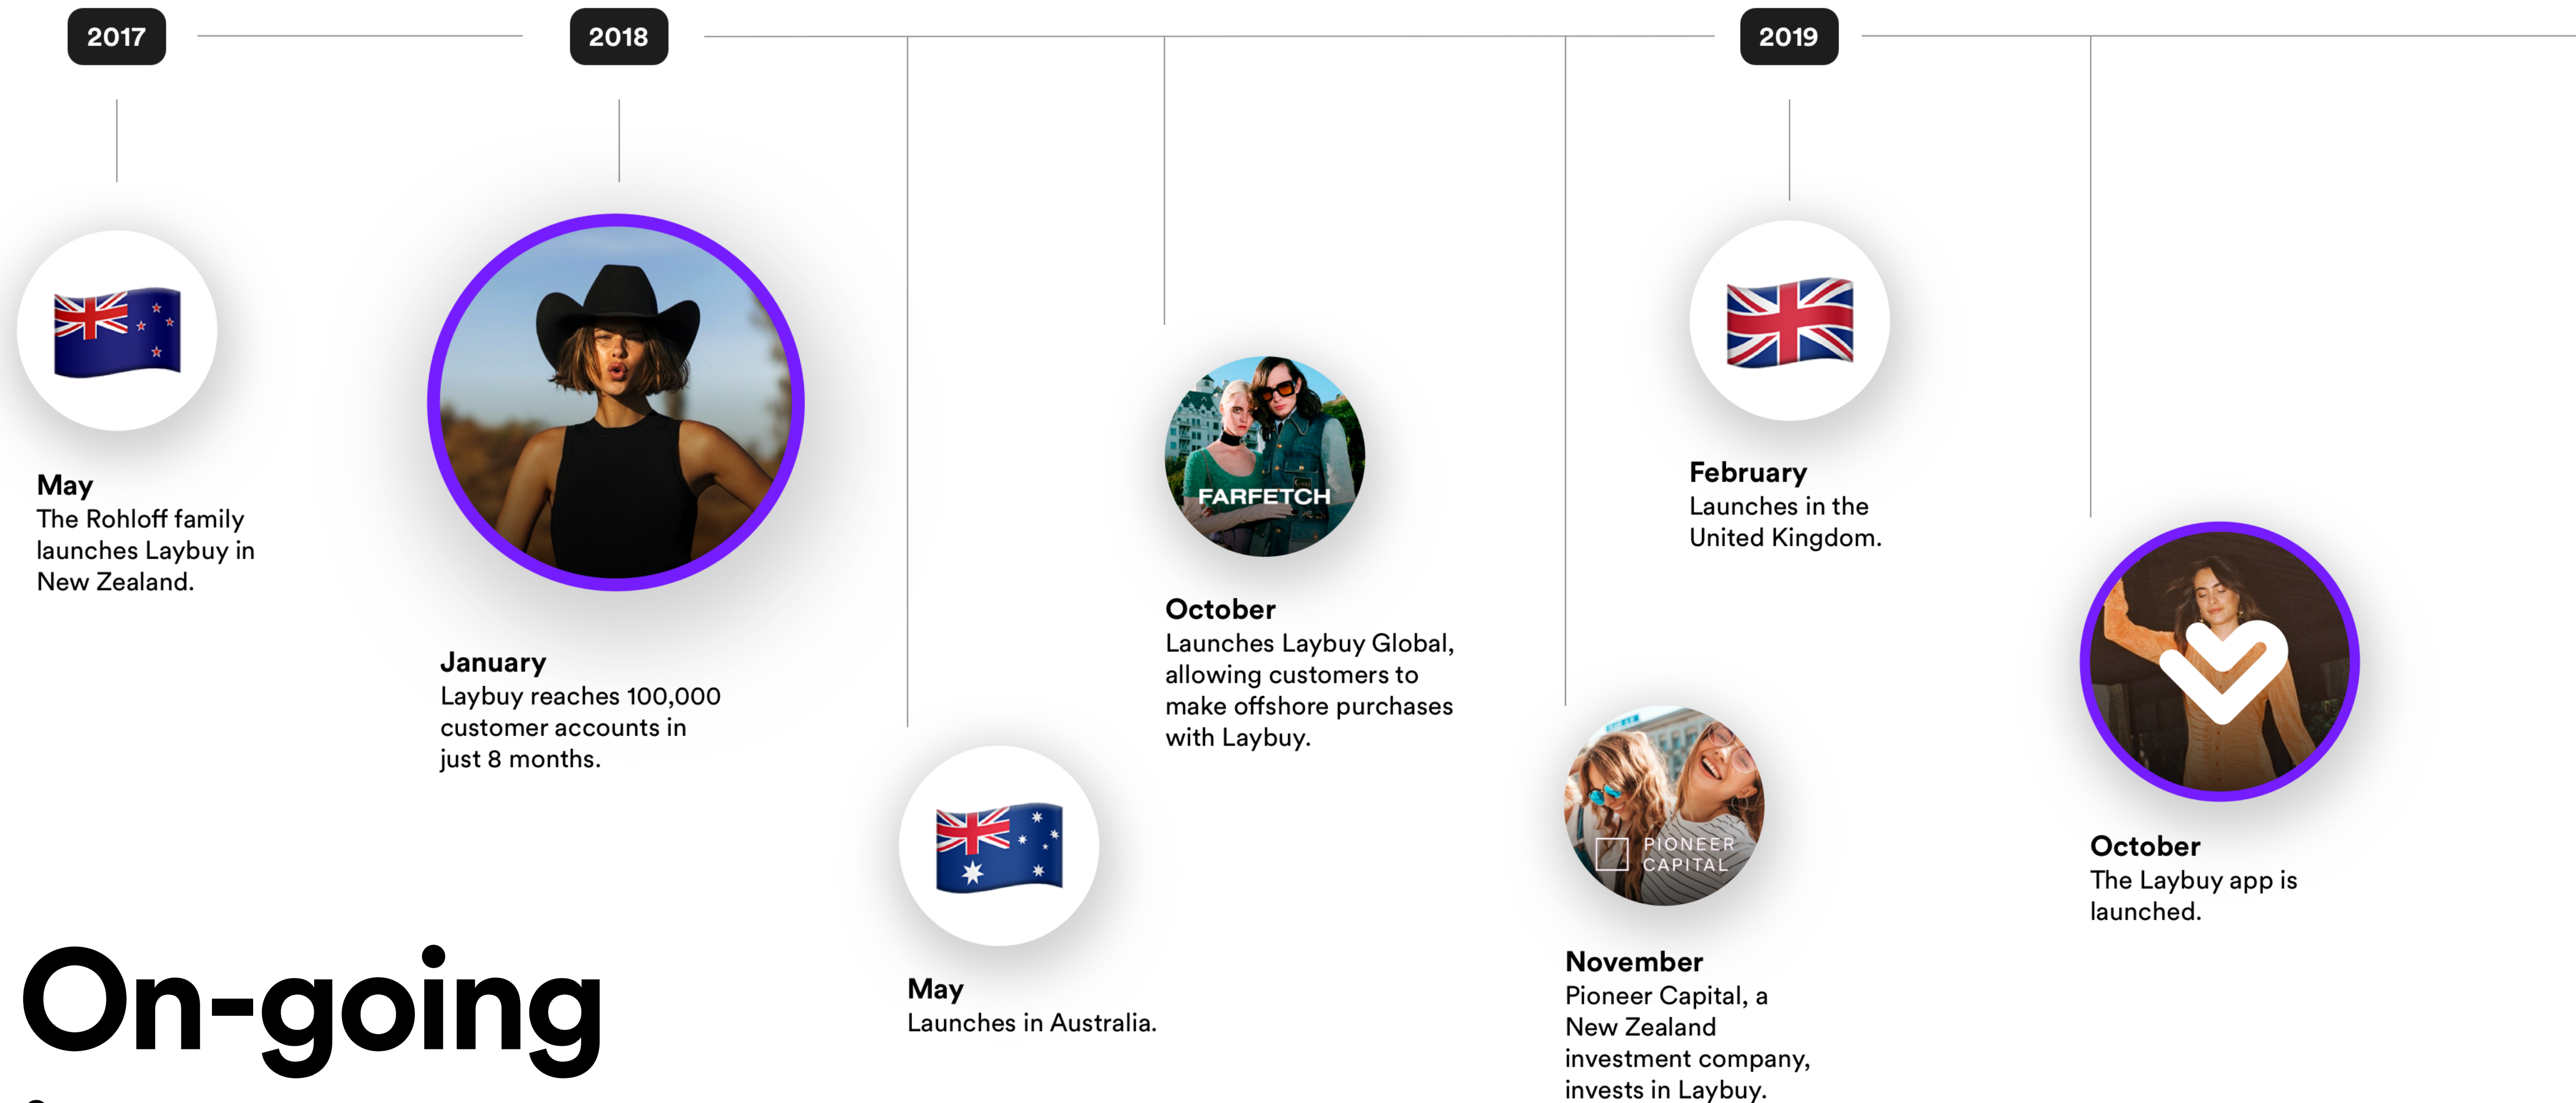 2017
2018
2019
May
The Rohloff family
launches Laybuy in
New Zealand.
January
Laybuy reaches 100,000
customer accounts in
just 8 months.
May
Launches in Australia.
FARFETCH
October
Launches Laybuy Global,
allowing customers to
make offshore purchases
with Laybuy.
PIONEER
CAPITAL
November
Pioneer Capital, a
New Zealand
investment company,
invests in Laybuy.
February
Launches in the
United Kingdom.
October
The Laybuy app is
launched.
On-going